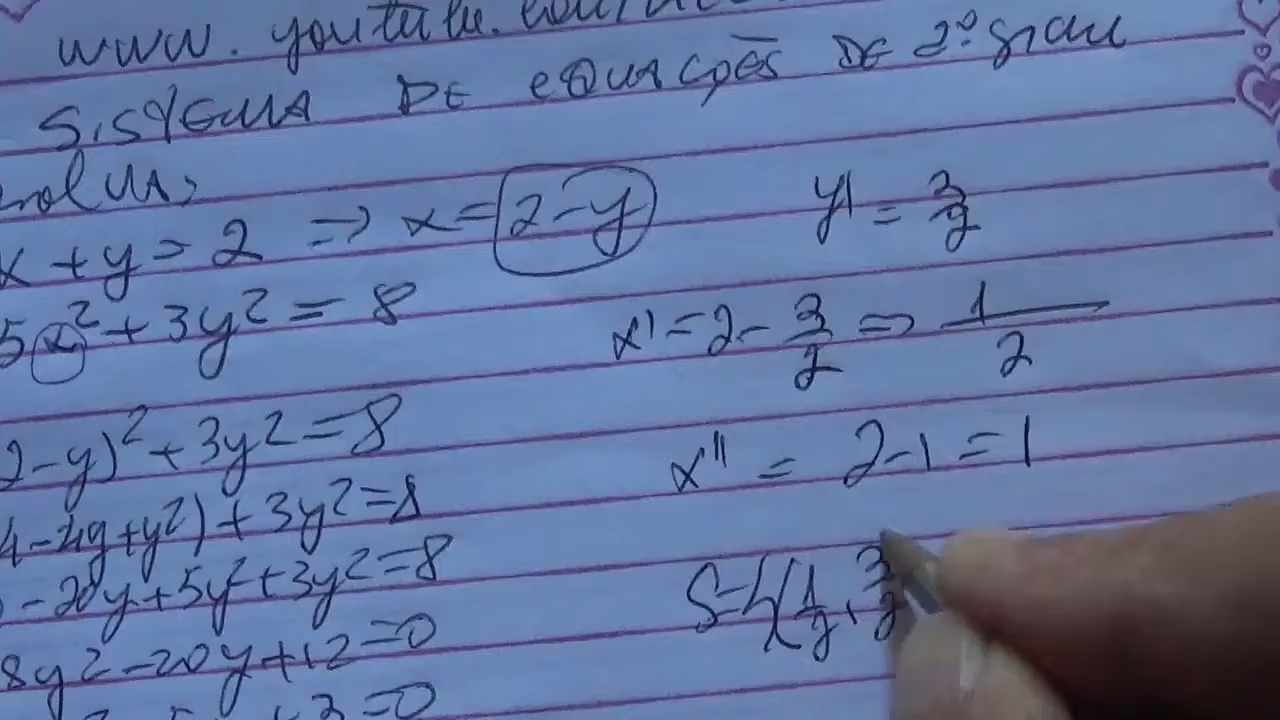 www. youtube.
SISTEMA DE EQUAÇÕES DE 2º grau
x + y = 2 ⇒ x = 2 - y
5x² + 3y² = 8
2 - y)² + 3y² = 8
4 - 4y + y²) + 3y² = 8
- 20y + 5y² + 3y² = 8
8y² - 20y + 12 = 0
+ 3 = 0
y' = 3/2
x' = 2 - 3/2 ⇒ 1/2
x'' = 2 - 1 = 1
S = {(1/2, 3/2